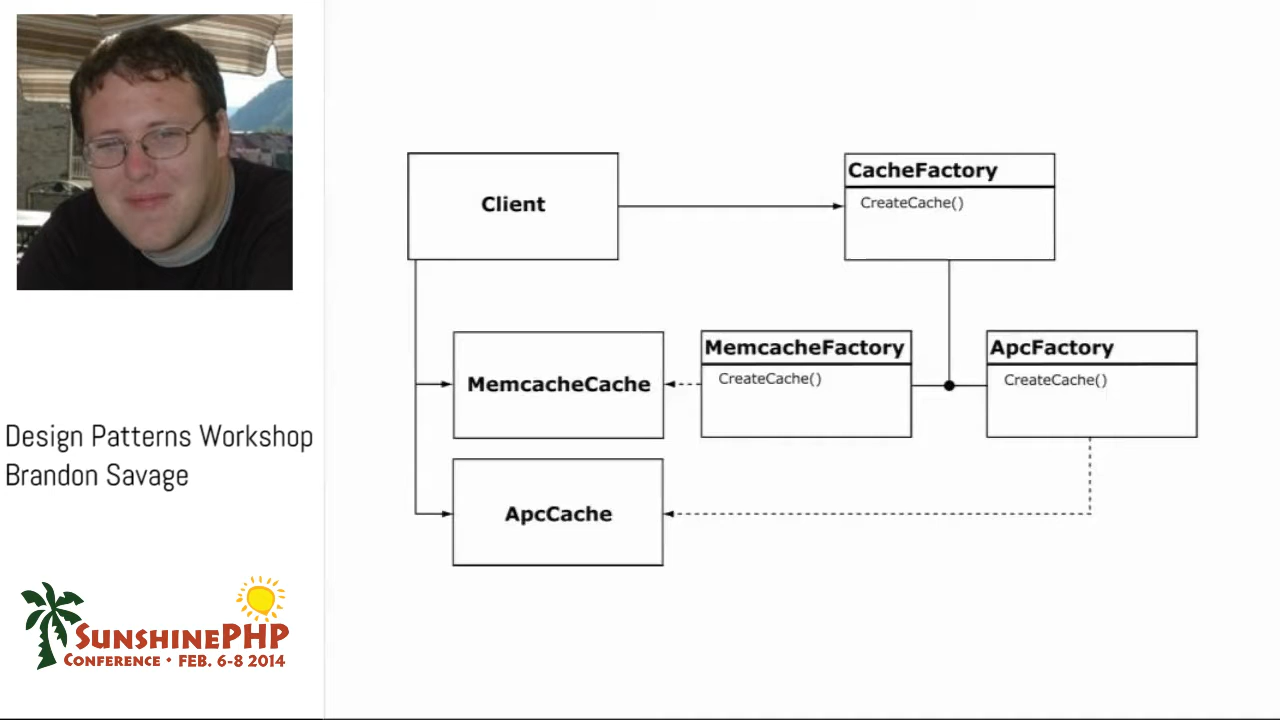 Design Patterns Workshop
Brandon Savage
SUNSHINEPHP
CONFERENCE • FEB. 6-8 2014
Client
CacheFactory
CreateCache()
MemcacheCache
MemcacheFactory
CreateCache()
ApcFactory
CreateCache()
ApcCache